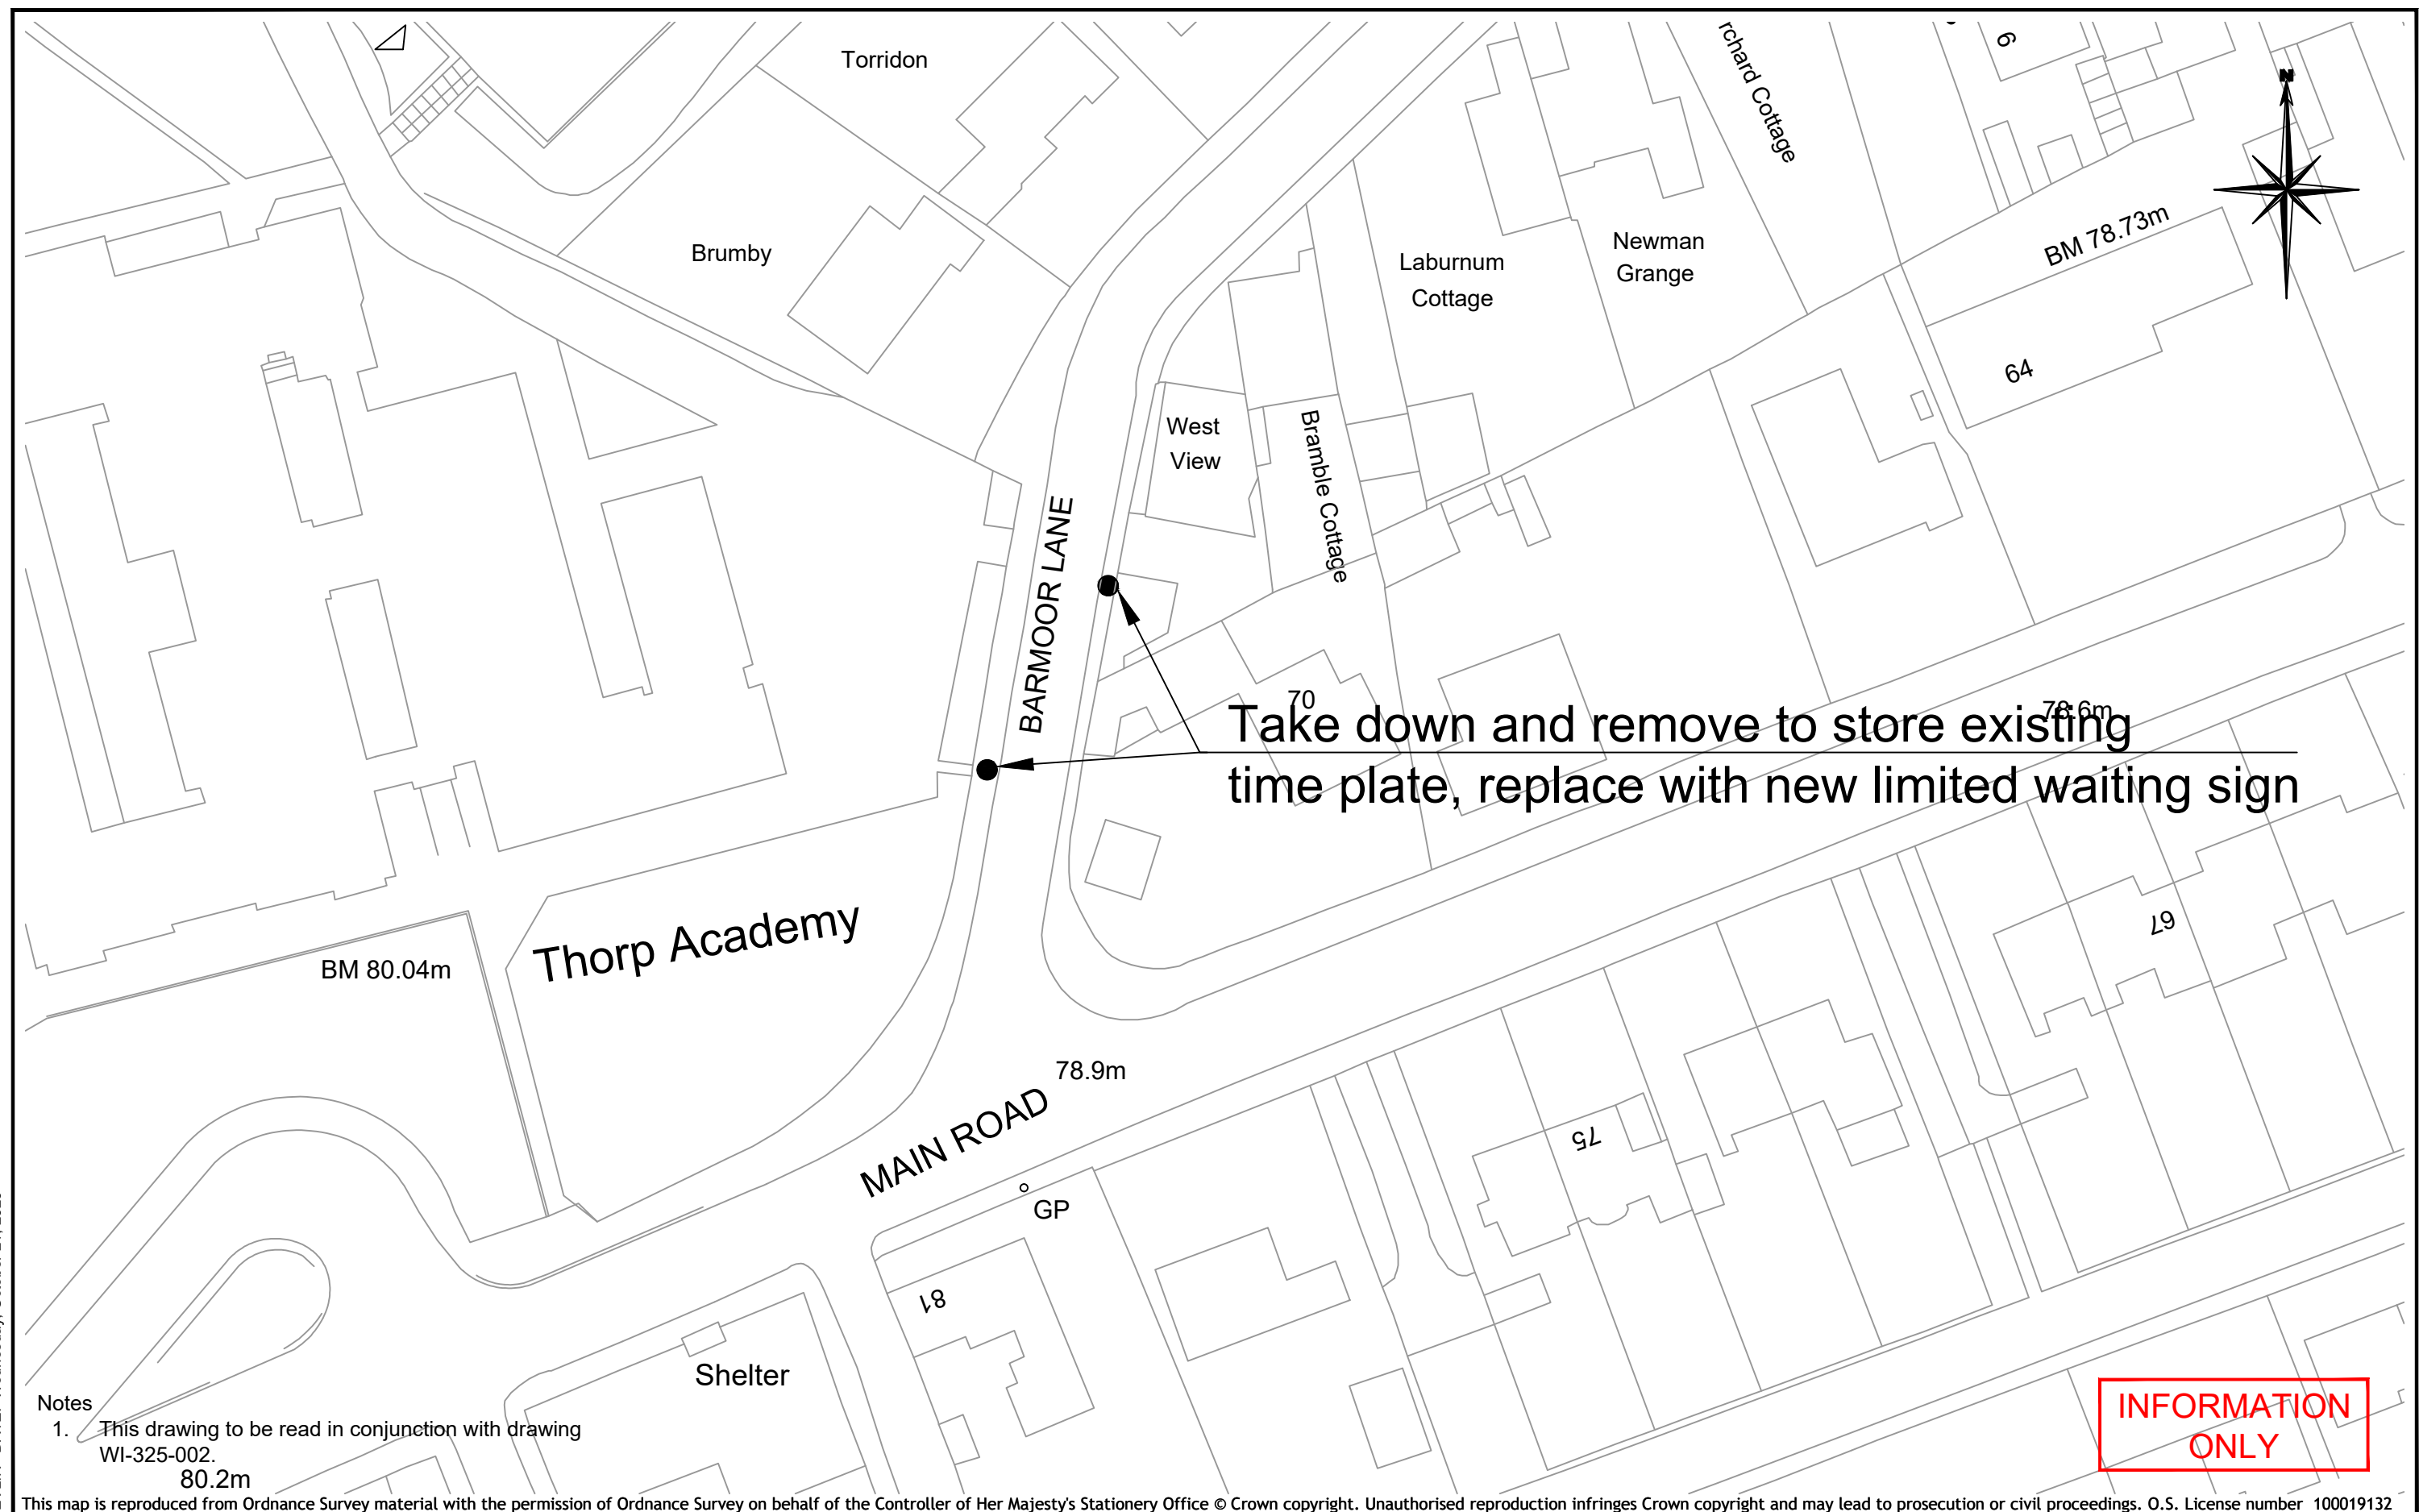 Torridon
rchard Cottage
6
N
BM 78.73m
Brumby
Newman
Grange
Laburnum
Cottage
64
West
View
Bramble Cottage
BARMOOR LANE
70
78.6m
Take down and remove to store existing
time plate, replace with new limited waiting sign
Thorp Academy
67
BM 80.04m
78.9m
MAIN ROAD
75
GP
81
Shelter
Notes
1. This drawing to be read in conjunction with drawing
WI-325-002.
80.2m
INFORMATION
ONLY
This map is reproduced from Ordnance Survey material with the permission of Ordnance Survey on behalf of the Controller of Her Majesty's Stationery Office © Crown copyright. Unauthorised reproduction infringes Crown copyright and may lead to prosecution or civil proceedings. O.S. License number 100019132